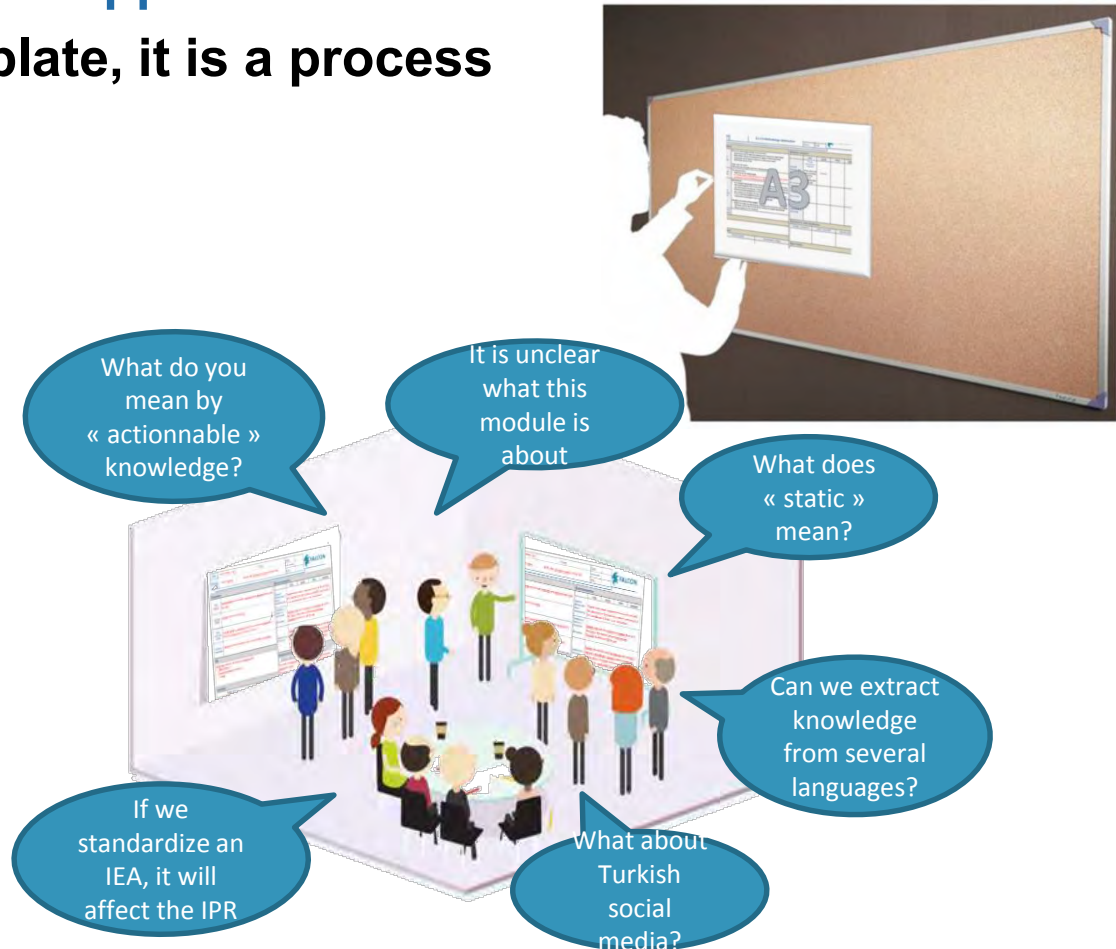 plate, it is a process
A3
What do you
mean by
« actionnable »
knowledge?
It is unclear
what this
module is
about
What does
« static »
mean?
Can we extract
knowledge
from several
languages?
If we
standardize an
IEA, it will
affect the IPR
What about
Turkish
social
media?
FALCON
FALCON